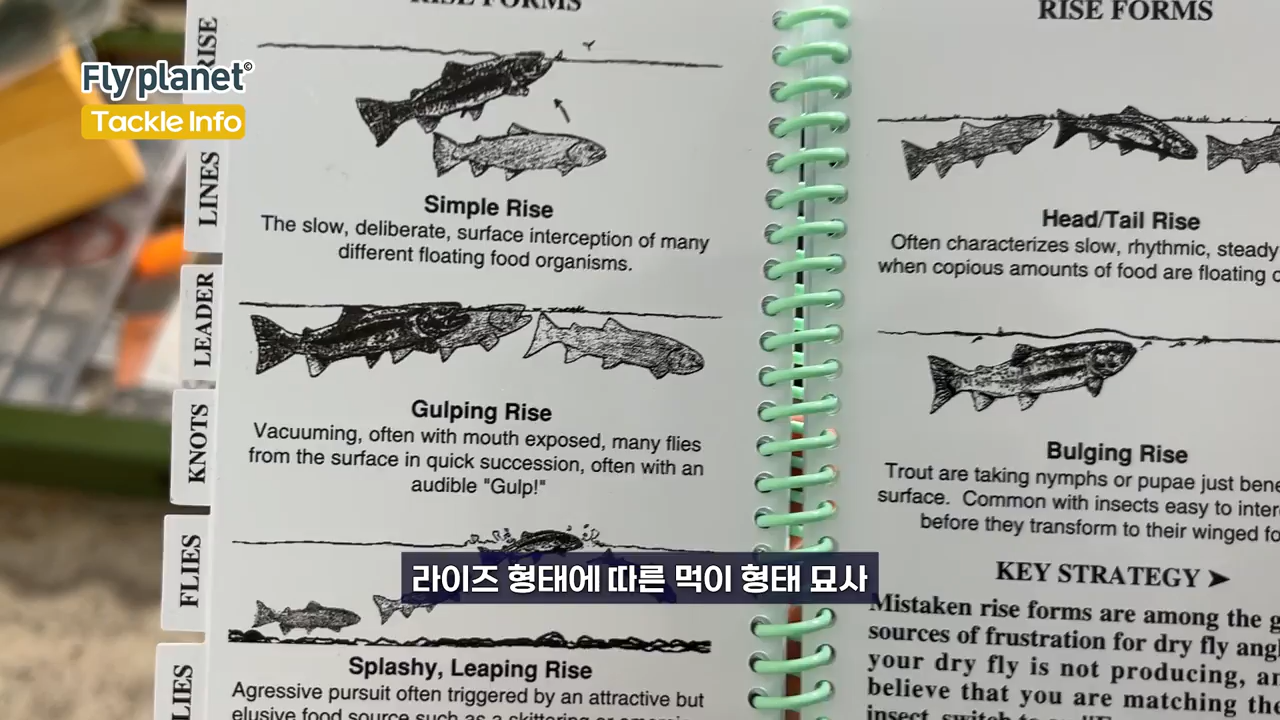 RISE FORMS
Fly planet©
Tackle Info
RISE
LINES
LEADER
KNOTS
FLIES
Simple Rise
The slow, deliberate, surface interception of many
different floating food organisms.
Gulping Rise
Vacuuming, often with mouth exposed, many flies
from the surface in quick succession, often with an
audible "Gulp!"
Splashy, Leaping Rise
Agressive pursuit often triggered by an attractive but
elusive food source such as a skittering or
RISE FORMS
Head/Tail Rise
Often characterizes slow, rhythmic, steady
when copious amounts of food are floating
Bulging Rise
Trout are taking nymphs or pupae just
surface. Common with insects easy to
before they transform to their winged
KEY STRATEGY ➤
Mistaken rise forms are among the
sources of frustration for dry fly
your dry fly is not producing,
believe that you are matching the
insect, switch to
라이즈 형태에 따른 먹이 형태 묘사